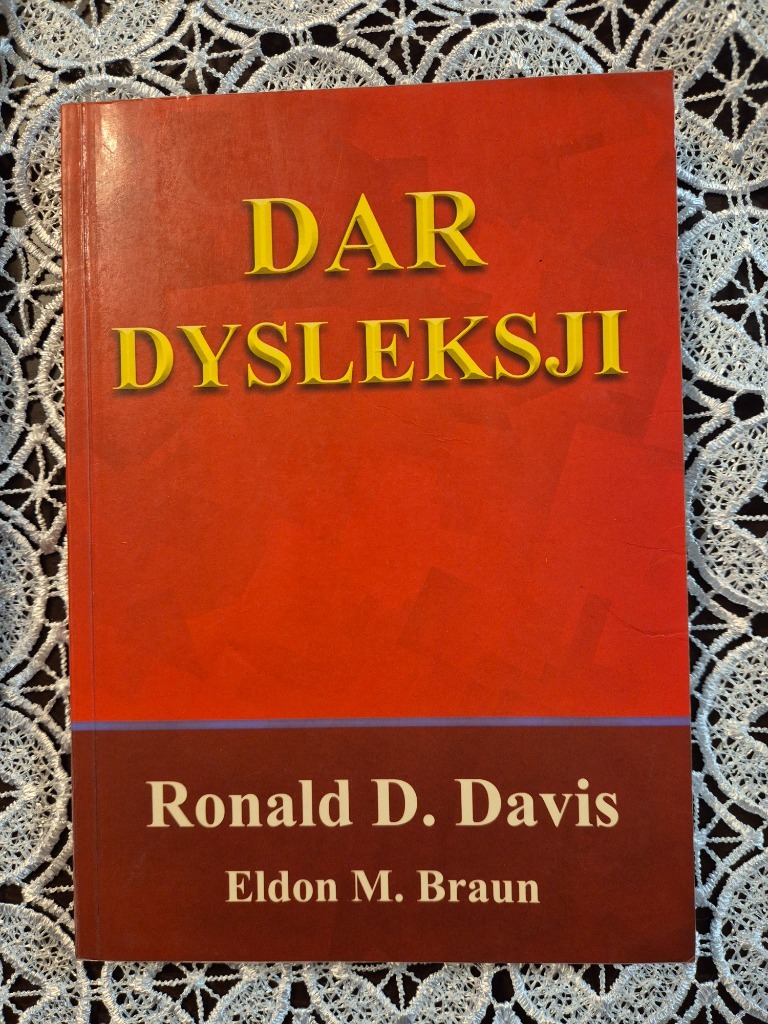 DAR
DYSLEKSJI
Ronald D. Davis
Eldon M. Braun